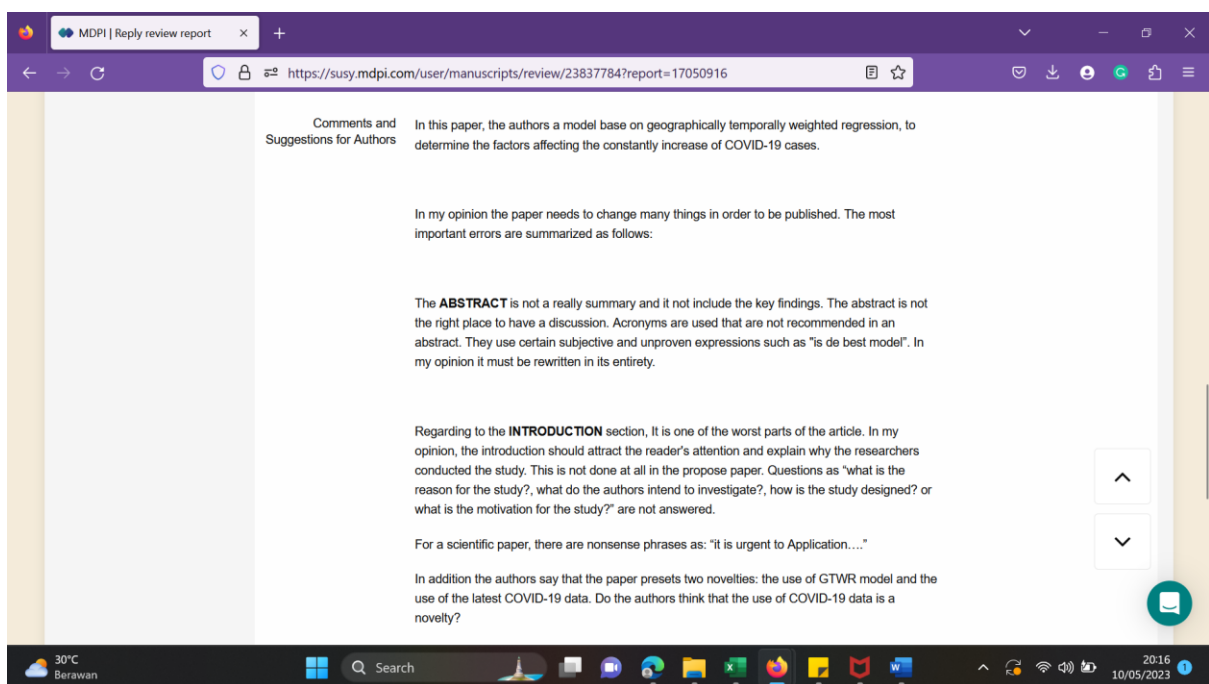 MDPI | Reply review report
https://susy.mdpi.com/user/manuscripts/review/23837784?report=17050916
Comments and
Suggestions for Authors
In this paper, the authors a model base on geographically temporally weighted regression, to
determine the factors affecting the constantly increase of COVID-19 cases.
In my opinion the paper needs to change many things in order to be published. The most
important errors are summarized as follows:
The ABSTRACT is not a really summary and it not include the key findings. The abstract is not
the right place to have a discussion. Acronyms are used that are not recommended in an
abstract. They use certain subjective and unproven expressions such as "is de best model". In
my opinion it must be rewritten in its entirety.
Regarding to the INTRODUCTION section, It is one of the worst parts of the article. In my
opinion, the introduction should attract the reader's attention and explain why the researchers
conducted the study. This is not done at all in the propose paper. Questions as “what is the
reason for the study?, what do the authors intend to investigate?, how is the study designed? or
what is the motivation for the study?” are not answered.
For a scientific paper, there are nonsense phrases as: “it is urgent to Application….”
In addition the authors say that the paper presets two novelties: the use of GTWR model and the
use of the latest COVID-19 data. Do the authors think that the use of COVID-19 data is a
novelty?
30°C
Berawan
Search
20:16
10/05/2023
1